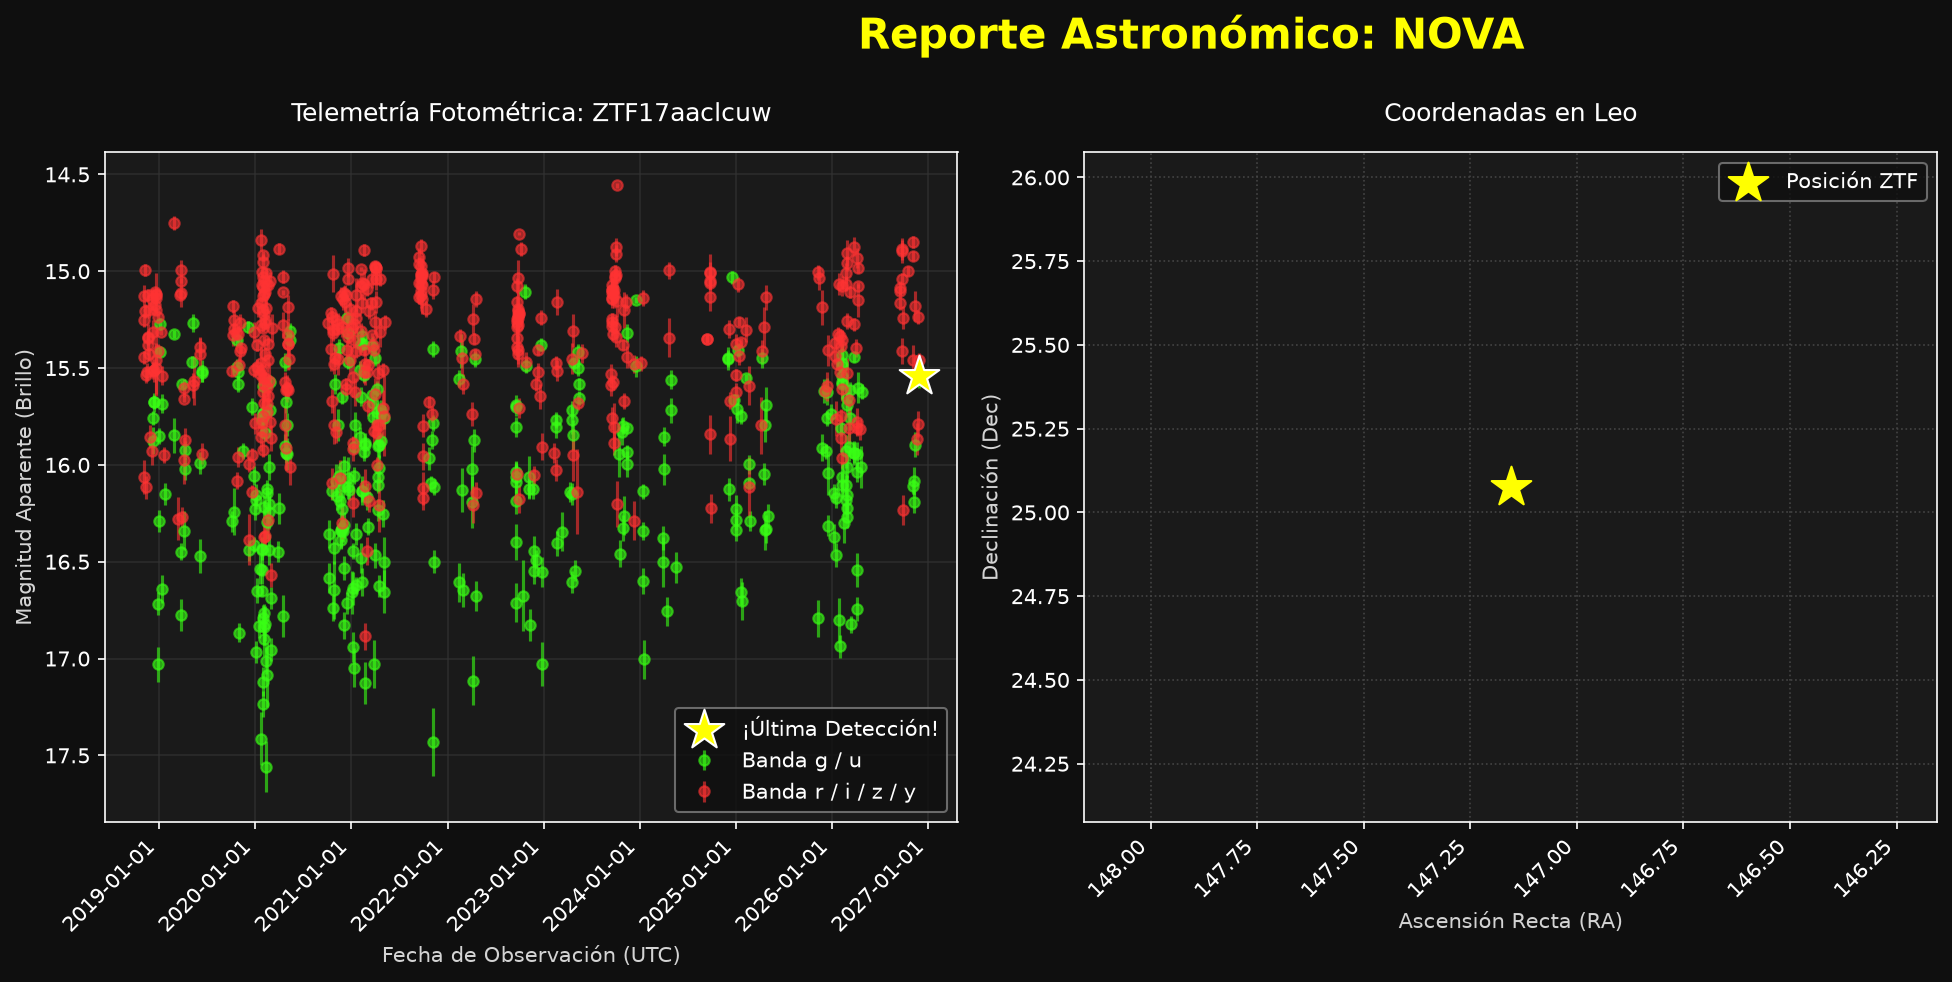 Reporte Astronómico: NOVA
Telemetría Fotométrica: ZTF17aaclcuw
Magnitud Aparente (Brillo)
14.5
15.0
15.5
16.0
16.5
17.0
17.5
¡Última Detección!
Banda g / u
Banda r / i / z / y
2019-01-01
2020-01-01
2021-01-01
2022-01-01
2023-01-01
2024-01-01
2025-01-01
2026-01-01
2027-01-01
Fecha de Observación (UTC)
Coordenadas en Leo
Declinación (Dec)
26.00
25.75
25.50
25.25
25.00
24.75
24.50
24.25
Posición ZTF
148.00
147.75
147.50
147.25
147.00
146.75
146.50
146.25
Ascensión Recta (RA)